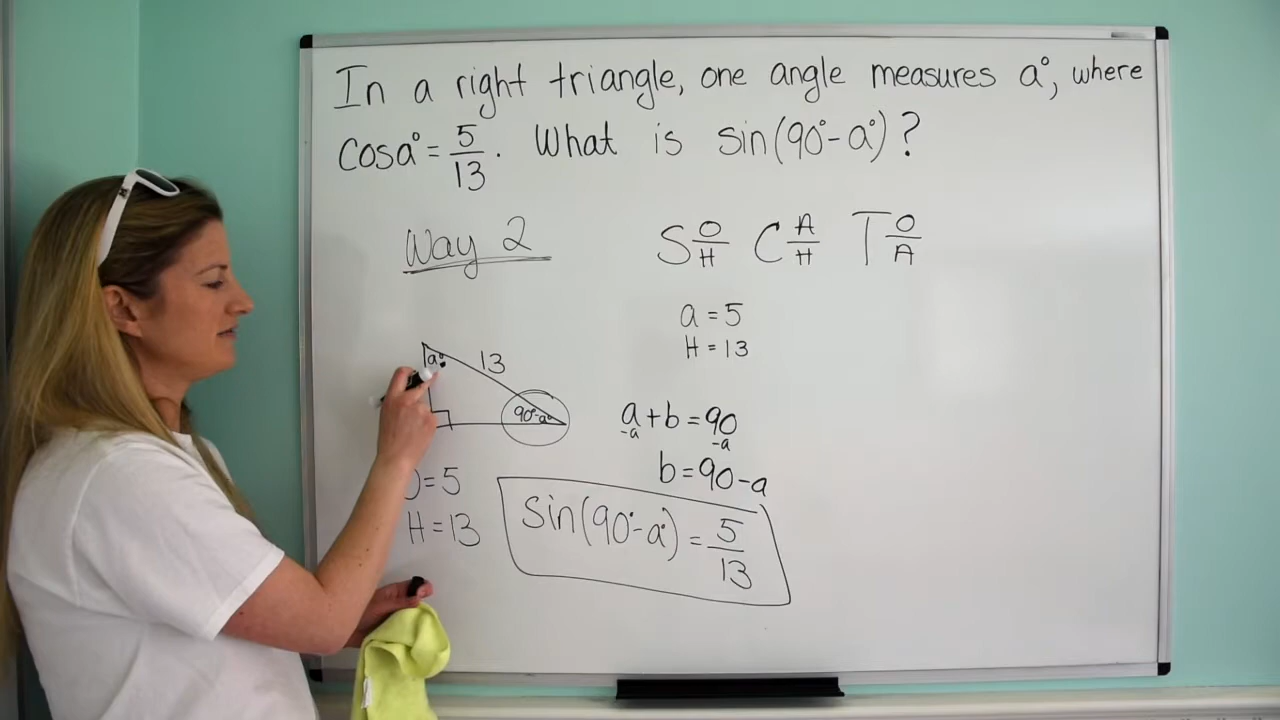 In a right triangle, one angle measures a°, where
cosa° = 5/13. What is sin(90° - a°)?
Way 2
S O/H C A/H T O/A
a = 5
H = 13
a°
13
90°-a°
a + b = 90
-a -a
b = 90 - a
= 5
H = 13
Sin(90° - a°) = 5/13